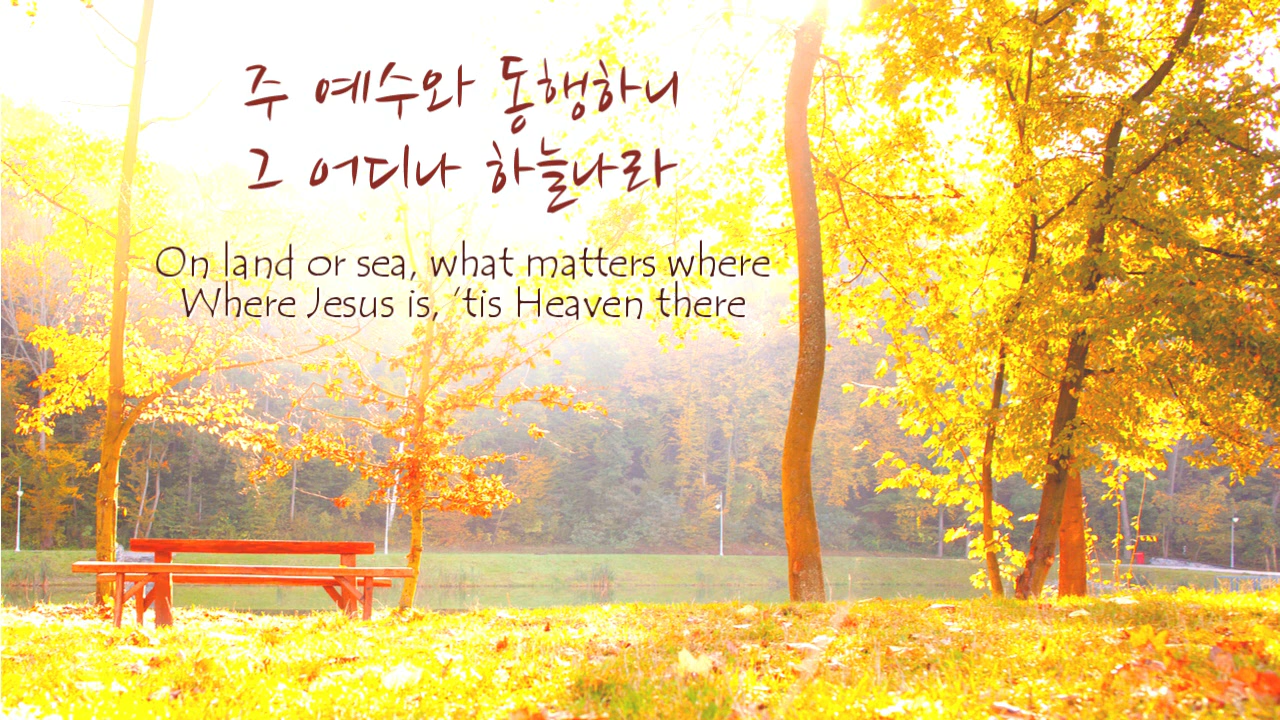 주 예수와 동행하니
그 어디나 하늘나라
On land or sea, what matters where
Where Jesus is, ‘tis Heaven there